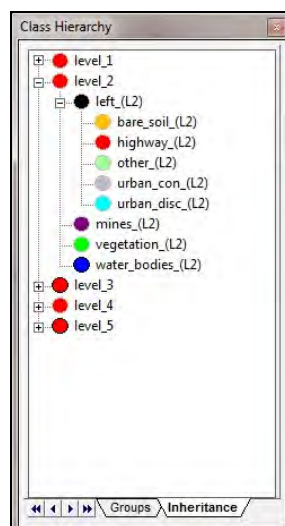 Class Hierarchy
level_1
level_2
left_(L2)
bare_soil_(L2)
highway_(L2)
other_(L2)
urban_con_(L2)
urban_disc_(L2)
mines_(L2)
vegetation_(L2)
water_bodies_(L2)
level_3
level_4
level_5
Groups Inheritance